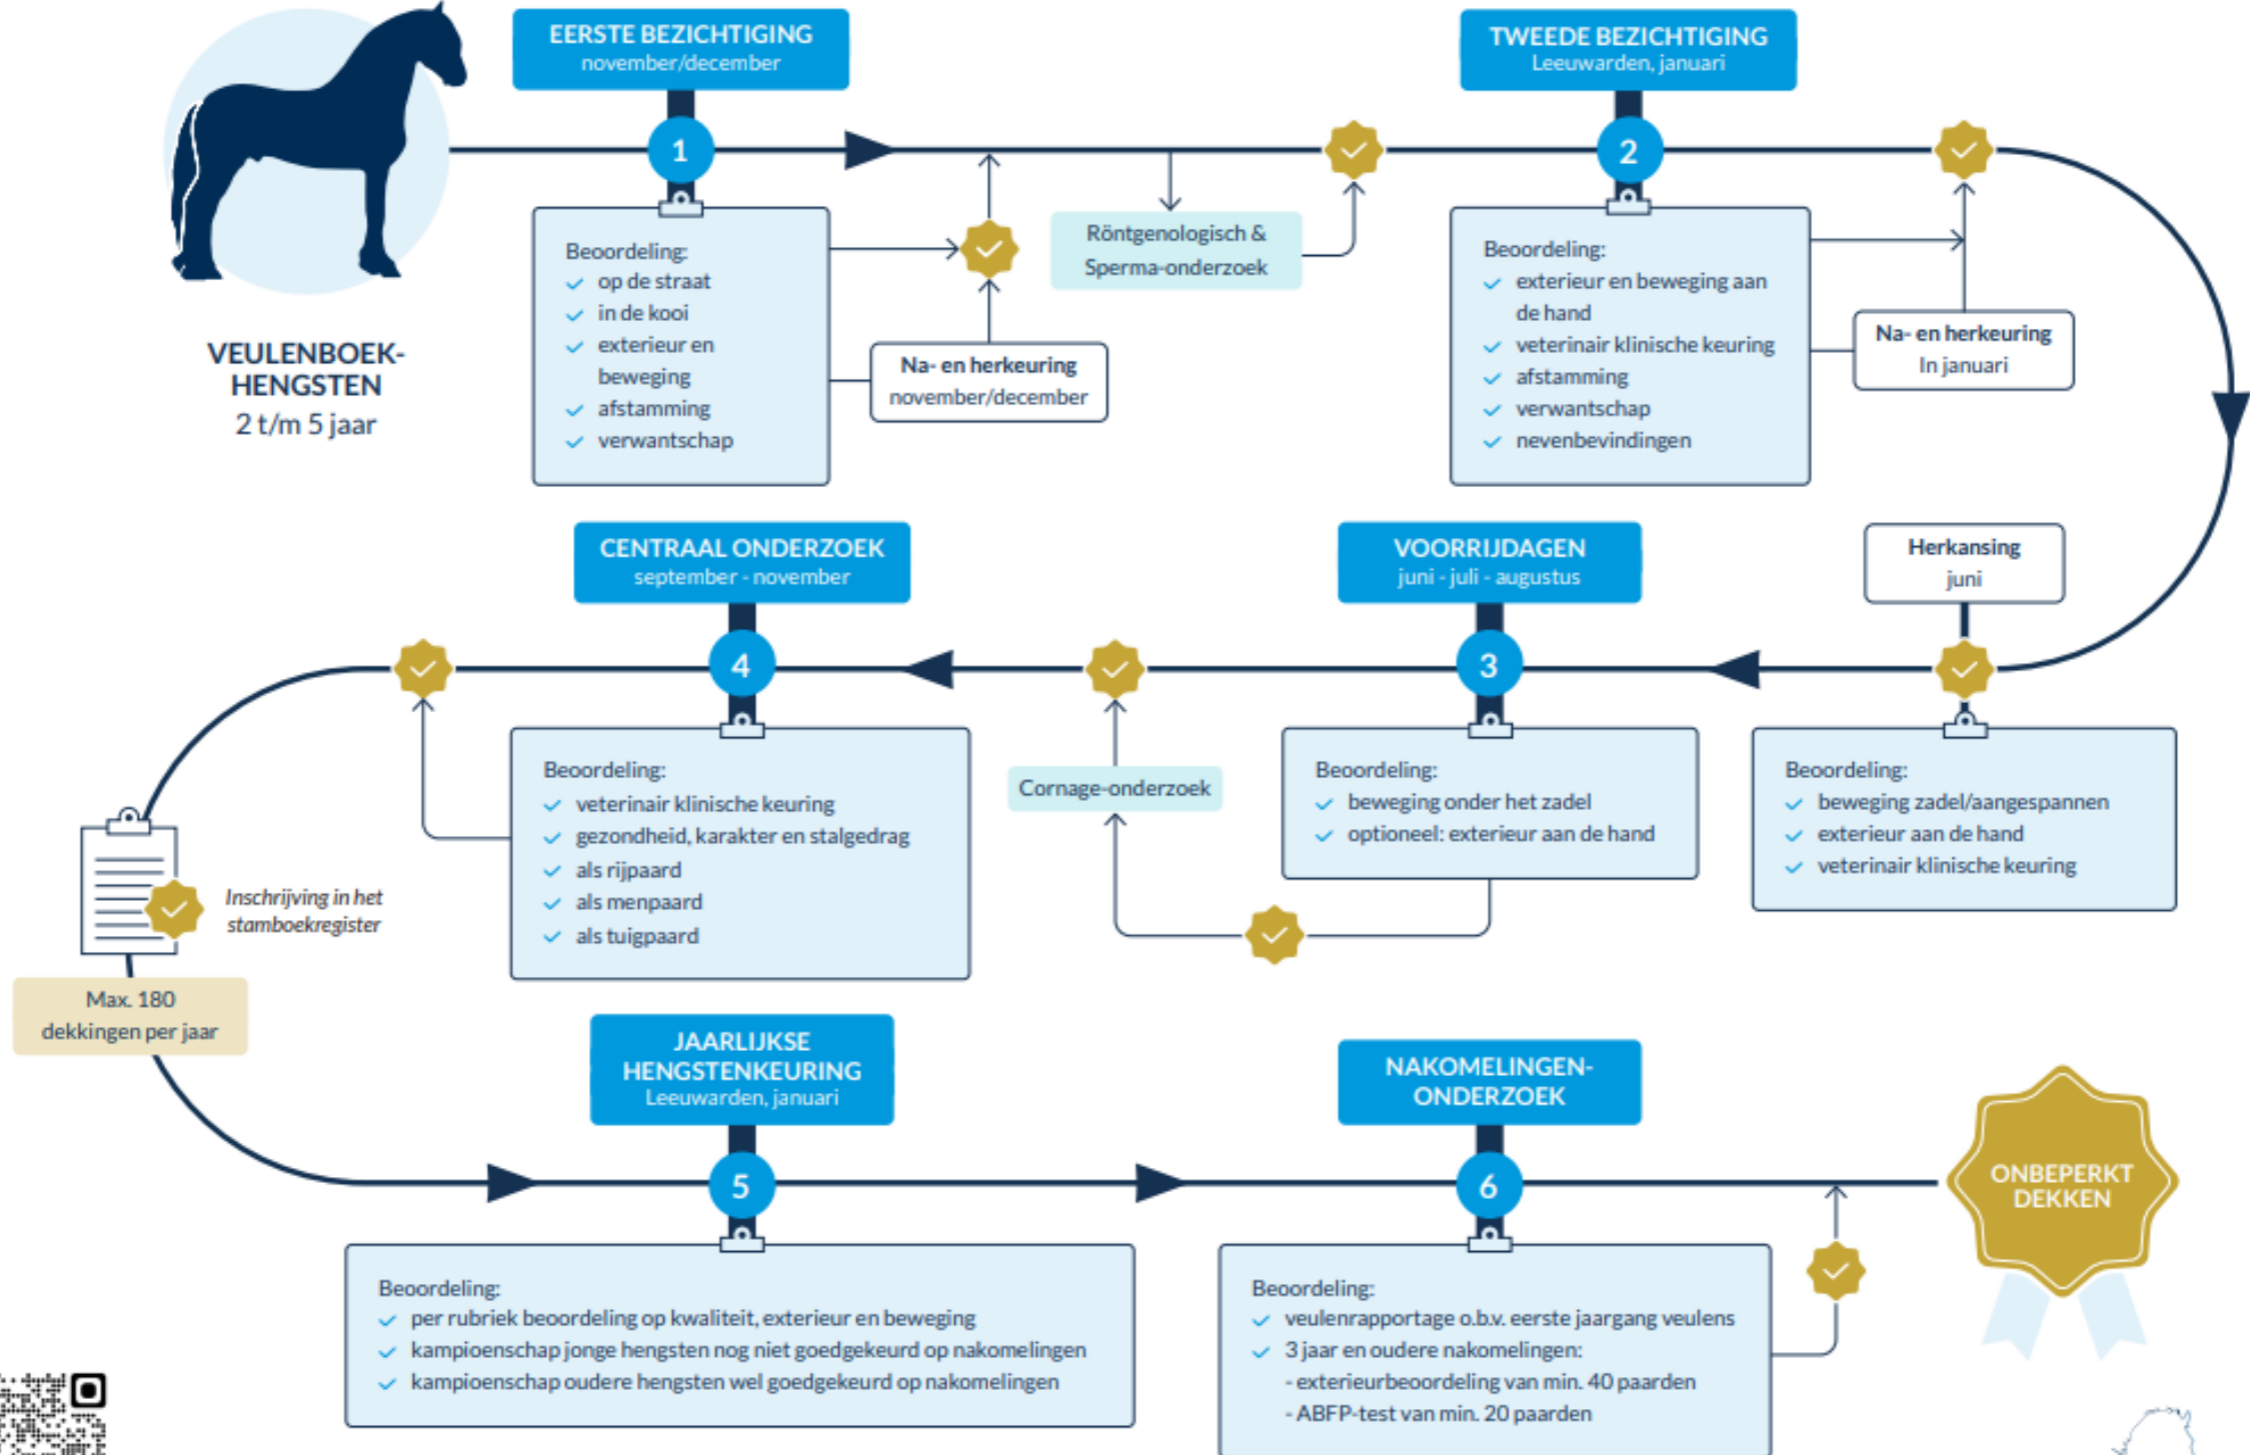 EERSTE BEZICHTIGING
november/december
1
Beoordeling:
op de straat
in de kooi
exterieur en
beweging
afstamming
verwantschap
Na- en herkeuring
november/december
Röntgenologisch &
Sperma-onderzoek
TWEEDE BEZICHTIGING
Leeuwarden, januari
2
Beoordeling:
exterieur en beweging aan
de hand
veterinair klinische keuring
afstamming
verwantschap
nevenbevindingen
Na- en herkeuring
In januari
VEULENBOEK-
HENGSTEN
2 t/m 5 jaar
Herkansing
juni
Beoordeling:
beweging zadel/aangespannen
exterieur aan de hand
veterinair klinische keuring
VOORRIJDAGEN
juni - juli - augustus
3
Beoordeling:
beweging onder het zadel
optioneel: exterieur aan de hand
Cornage-onderzoek
CENTRAAL ONDERZOEK
september - november
4
Beoordeling:
veterinair klinische keuring
gezondheid, karakter en stalgedrag
als rijpaard
als menpaard
als tuigpaard
Inschrijving in het
stamboekregister
Max. 180
dekkingen per jaar
JAARLIJKSE
HENGSTENKEURING
Leeuwarden, januari
5
Beoordeling:
per rubriek beoordeling op kwaliteit, exterieur en beweging
kampioenschap jonge hengsten nog niet goedgekeurd op nakomelingen
kampioenschap oudere hengsten wel goedgekeurd op nakomelingen
NAKOMELINGEN-
ONDERZOEK
6
Beoordeling:
veulenrapportage o.b.v. eerste jaargang veulens
3 jaar en oudere nakomelingen:
- exterieurbeoordeling van min. 40 paarden
- ABFP-test van min. 20 paarden
ONBEPERKT
DEKKEN